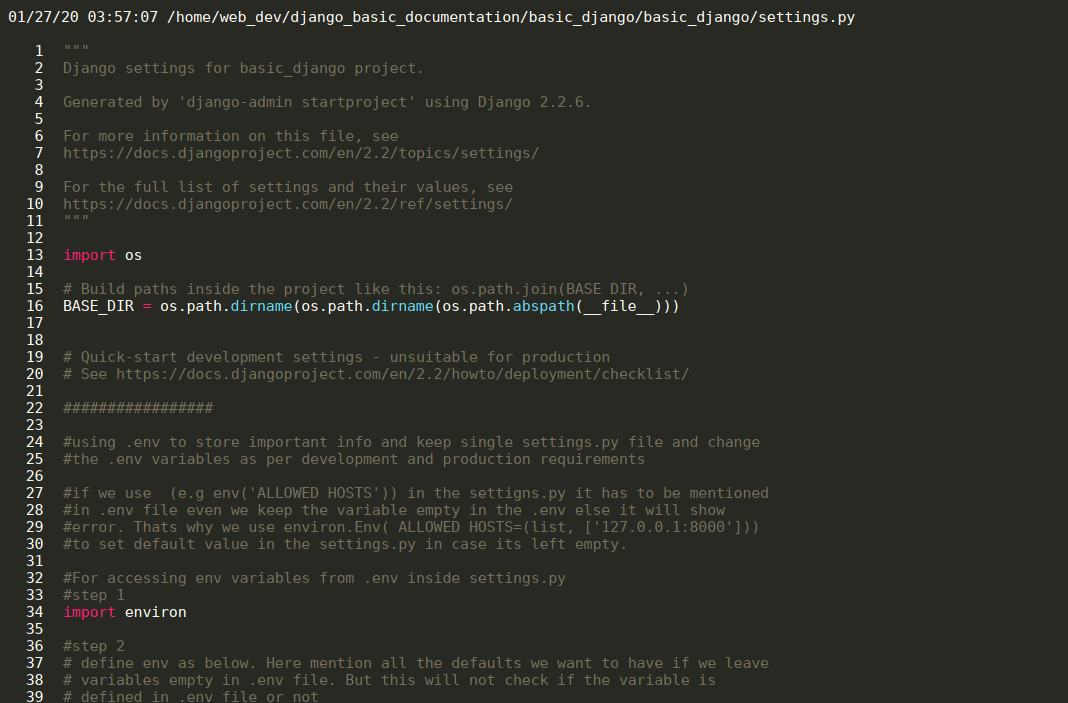 01/27/20 03:57:07 /home/web_dev/django_basic_documentation/basic_django/basic_django/settings.py
1 """
2 Django settings for basic_django project.
3
4 Generated by 'django-admin startproject' using Django 2.2.6.
5
6 For more information on this file, see
7 https://docs.djangoproject.com/en/2.2/topics/settings/
8
9 For the full list of settings and their values, see
10 https://docs.djangoproject.com/en/2.2/ref/settings/
11 """
12
13 import os
14
15 # Build paths inside the project like this: os.path.join(BASE DIR, ...)
16 BASE_DIR = os.path.dirname(os.path.dirname(os.path.abspath(__file__)))
17
18
19 # Quick-start development settings - unsuitable for production
20 # See https://docs.djangoproject.com/en/2.2/howto/deployment/checklist/
21
22 #################
23
24 #using .env to store important info and keep single settings.py file and change
25 #the .env variables as per development and production requirements
26
27 #if we use  (e.g env('ALLOWED HOSTS')) in the settigns.py it has to be mentioned
28 #in .env file even we keep the variable empty in the .env else it will show
29 #error. Thats why we use environ.Env( ALLOWED HOSTS=(list, ['127.0.0.1:8000']))
30 #to set default value in the settings.py in case its left empty.
31
32 #For accessing env variables from .env inside settings.py
33 #step 1
34 import environ
35
36 #step 2
37 # define env as below. Here mention all the defaults we want to have if we leave
38 # variables empty in .env file. But this will not check if the variable is
39 # defined in .env file or not